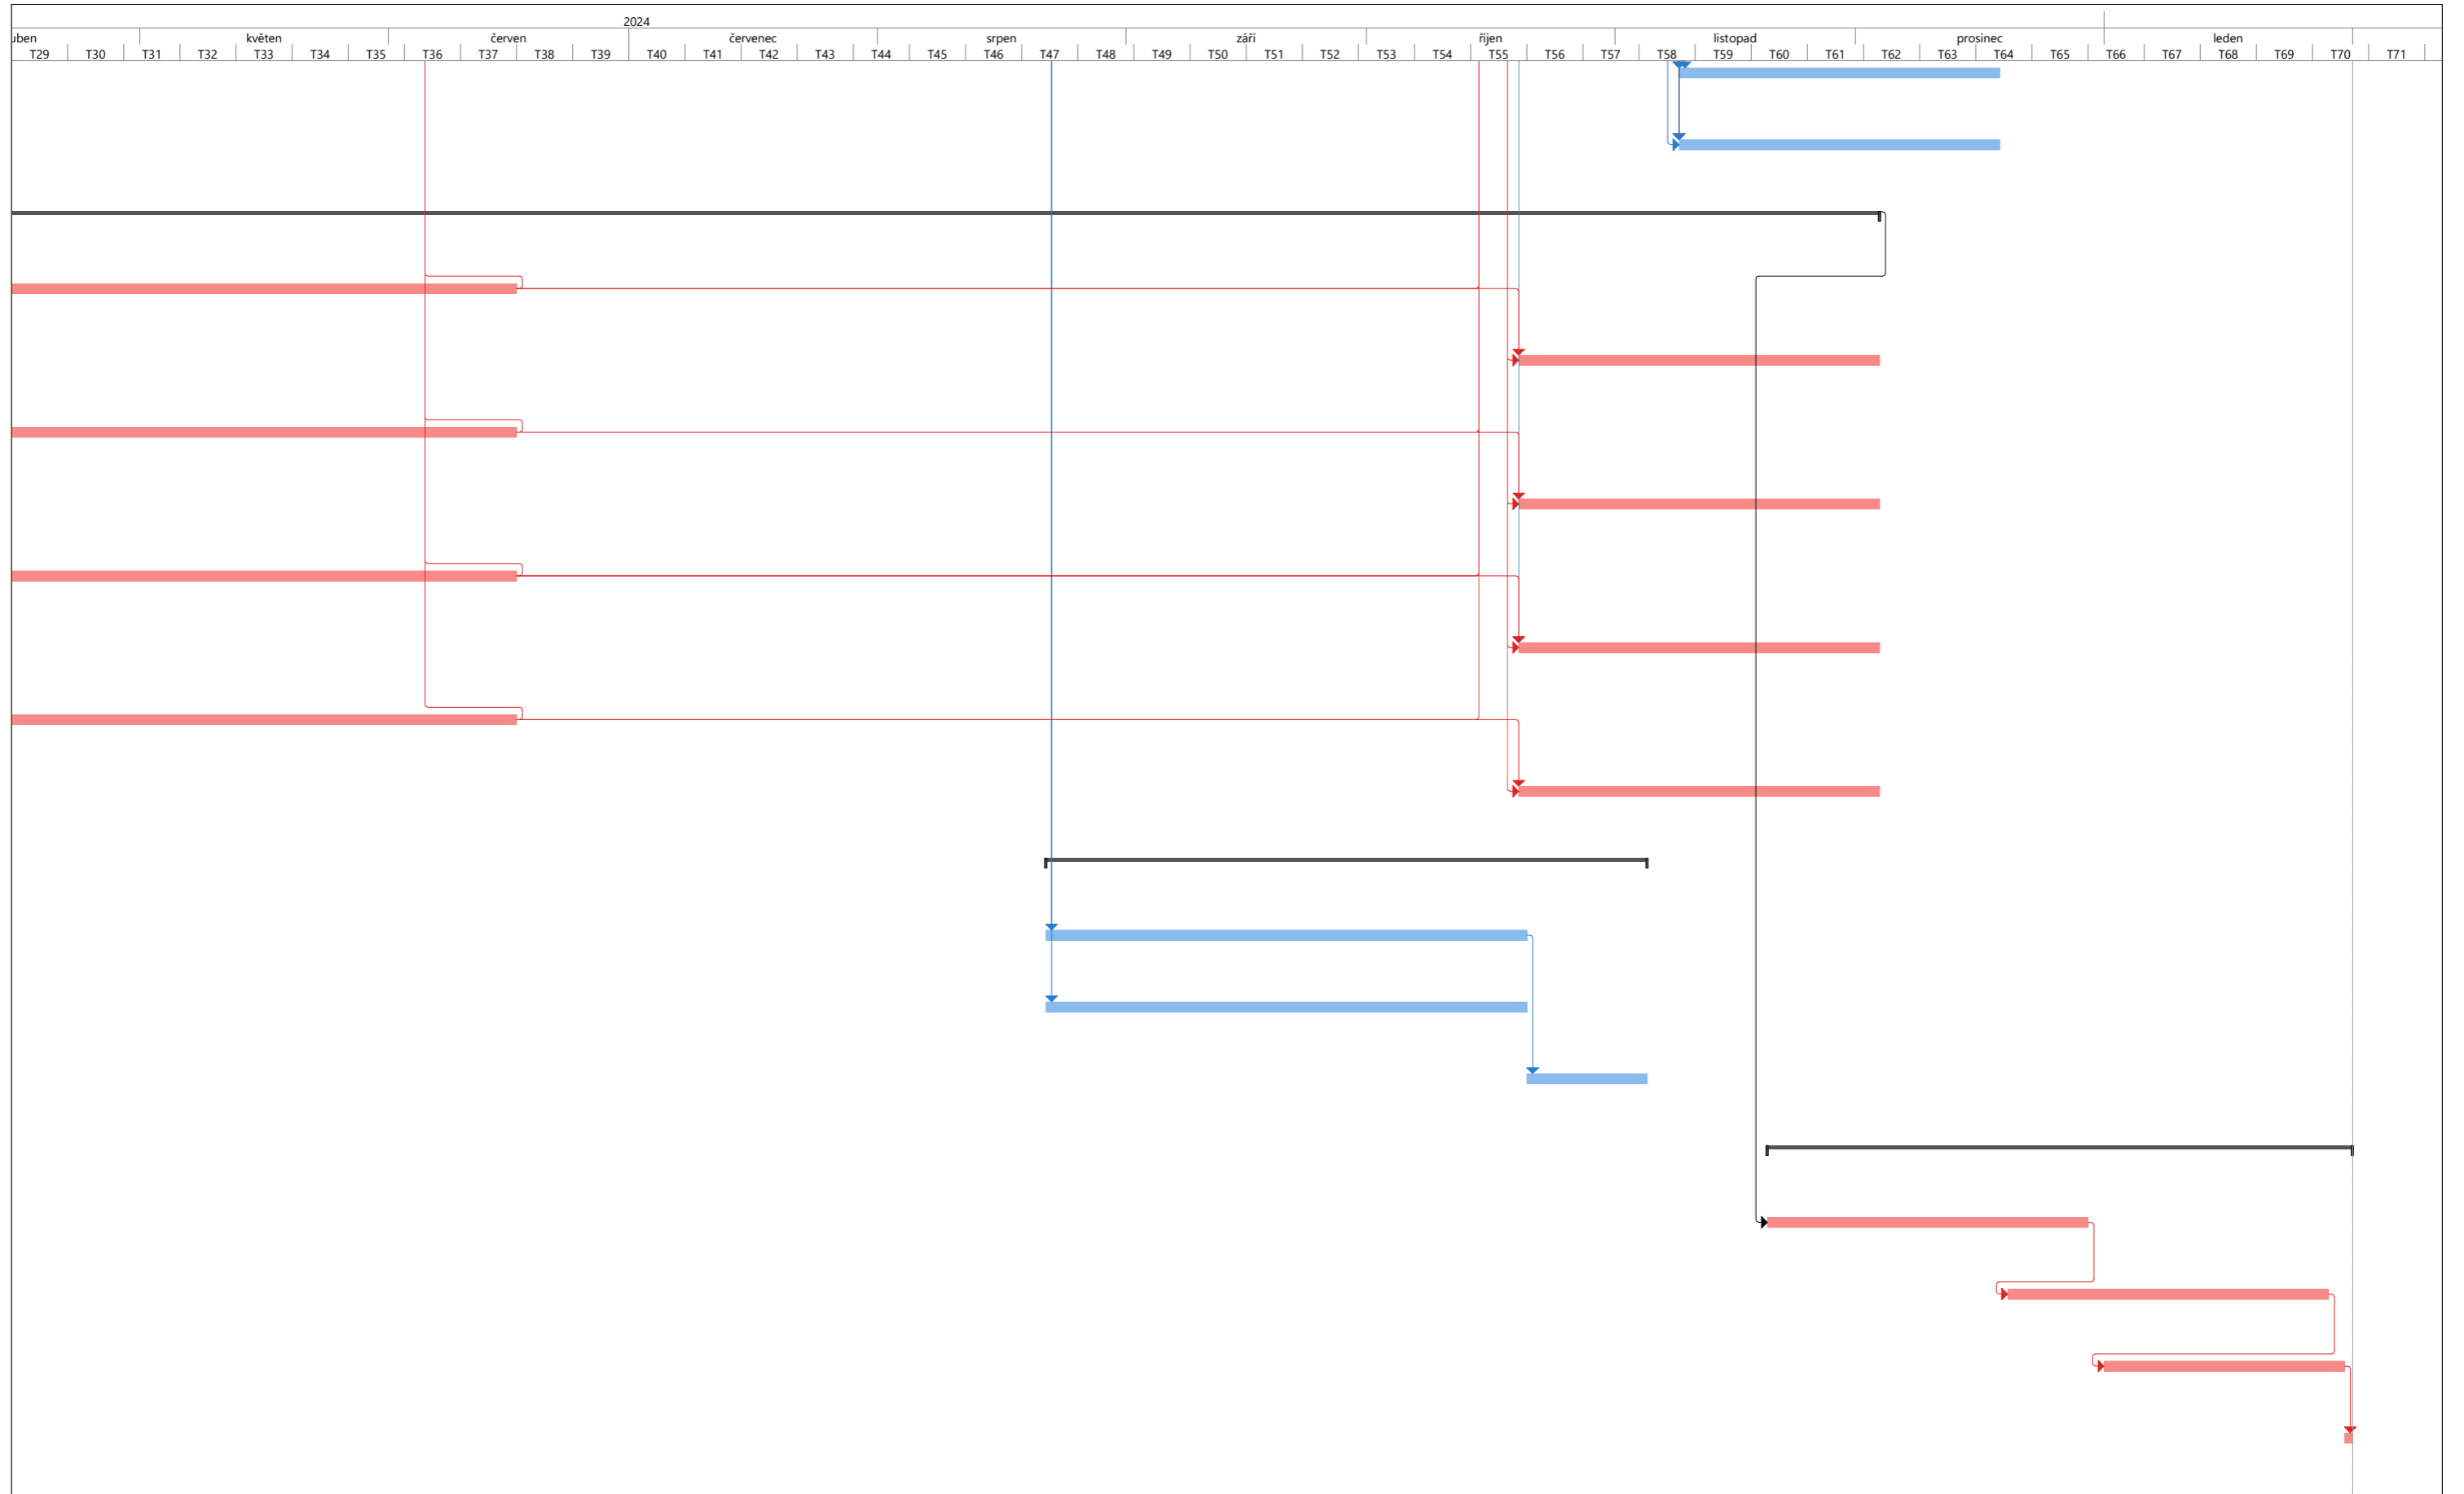 2024
uben květen červen červenec srpen září říjen listopad prosinec leden
T29 T30 T31 T32 T33 T34 T35 T36 T37 T38 T39 T40 T41 T42 T43 T44 T45 T46 T47 T48 T49 T50 T51 T52 T53 T54 T55 T56 T57 T58 T59 T60 T61 T62 T63 T64 T65 T66 T67 T68 T69 T70 T71